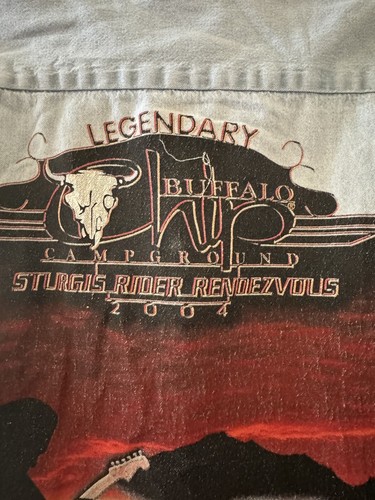 LEGENDARY
BUFFALO
Chip
CAMPGROUND
STURGIS RIDER RENDEZVOUS
2004